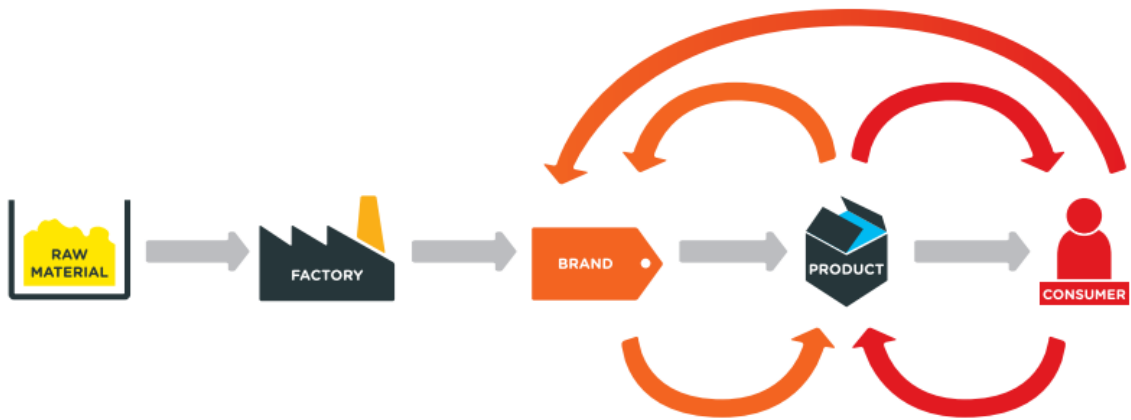 RAW
MATERIAL
FACTORY
BRAND
PRODUCT
CONSUMER